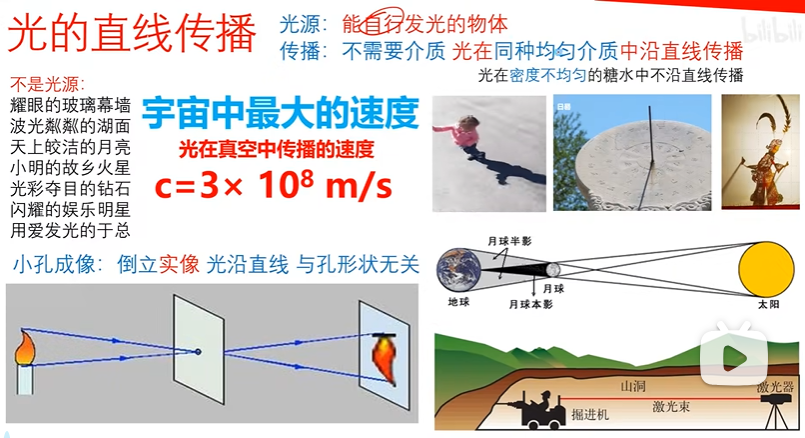 光的直线传播
光源：能自行发光的物体
传播：不需要介质 光在同种均匀介质中沿直线传播
光在密度不均匀的糖水中不沿直线传播
bilibili
不是光源：
耀眼的玻璃幕墙
波光粼粼的湖面
天上皎洁的月亮
小明的故乡火星
光彩夺目的钻石
闪耀的娱乐明星
用爱发光的于总
宇宙中最大的速度
光在真空中传播的速度
c=3× 10⁸ m/s
日晷
小孔成像：倒立实像 光沿直线 与孔形状无关
月球半影
地球
月球
月球本影
太阳
山洞
激光器
掘进机
激光束